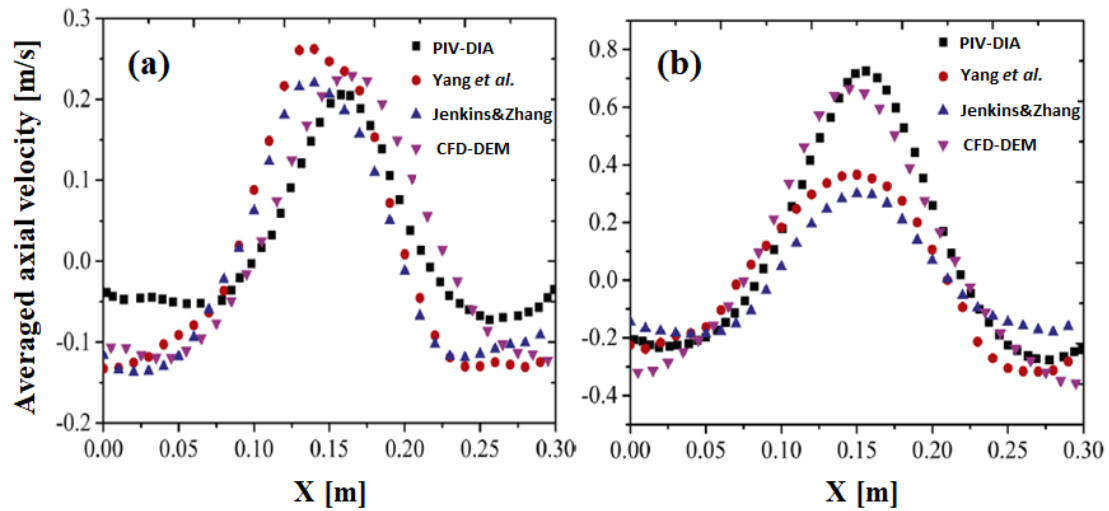 Averaged axial velocity [m/s]
0.3
0.2
0.1
0.0
-0.1
-0.2
(a)
PIV-DIA
Yang et al.
Jenkins&Zhang
CFD-DEM
0.00 0.05 0.10 0.15 0.20 0.25 0.30
X [m]
0.8
0.6
0.4
0.2
0.0
-0.2
-0.4
(b)
PIV-DIA
Yang et al.
Jenkins&Zhang
CFD-DEM
0.00 0.05 0.10 0.15 0.20 0.25 0.30
X [m]